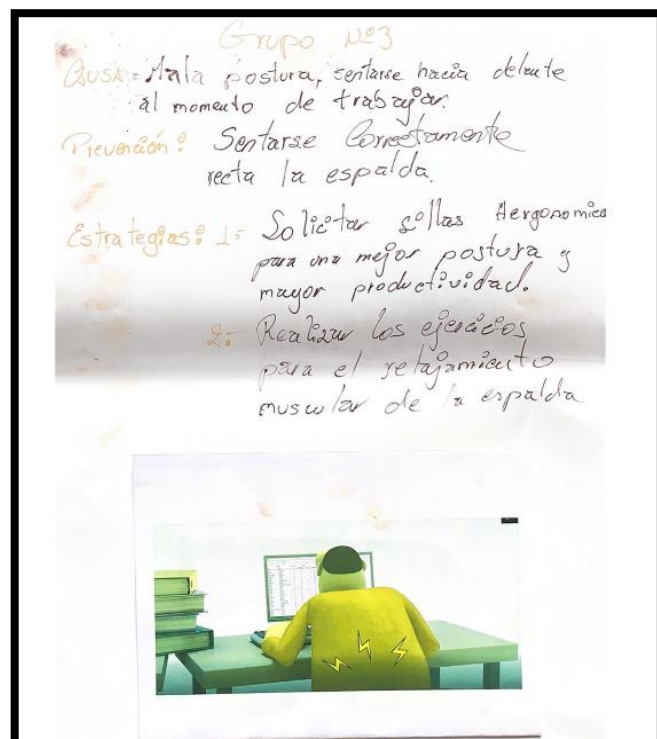 Grupo Nº3
Causa = Mala postura, sentarse hacia delante
al momento de trabajar.
Prevención: Sentarse Correctamente
recta la espalda.
Estrategias: 1= Solicitar sillas Hergonomica
para una mejor postura y
mayor productividad.
2= Realizar los ejercicios
para el relajamiento
muscular de la espalda